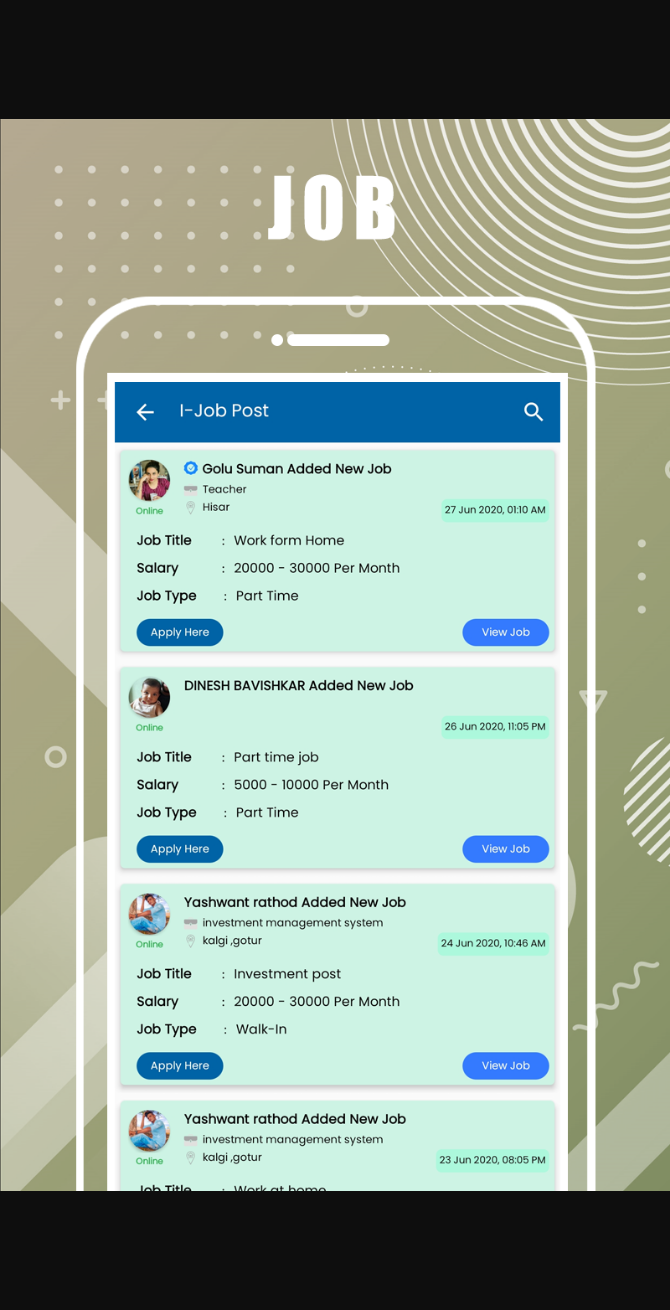 JOB
I-Job Post
Golu Suman Added New Job
Teacher
Online
Hisar
27 Jun 2020, 01:10 AM
Job Title : Work form Home
Salary : 20000 - 30000 Per Month
Job Type : Part Time
Apply Here View Job
DINESH BAVISHKAR Added New Job
Online
26 Jun 2020, 11:05 PM
Job Title : Part time job
Salary : 5000 - 10000 Per Month
Job Type : Part Time
Apply Here View Job
Yashwant rathod Added New Job
investment management system
Online
kalgi ,gotur
24 Jun 2020, 10:46 AM
Job Title : Investment post
Salary : 20000 - 30000 Per Month
Job Type : Walk-In
Apply Here View Job
Yashwant rathod Added New Job
investment management system
Online
kalgi ,gotur
23 Jun 2020, 08:05 PM
Job Title : Work at home